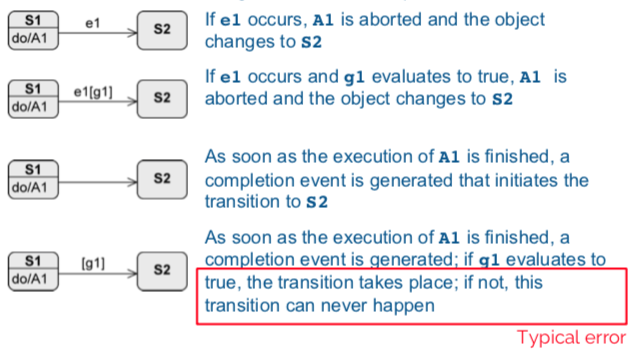 S1
do/A1
e1
S2
If e1 occurs, A1 is aborted and the object
changes to S2
S1
do/A1
e1[g1]
S2
If e1 occurs and g1 evaluates to true, A1 is
aborted and the object changes to S2
S1
do/A1
S2
As soon as the execution of A1 is finished, a
completion event is generated that initiates the
transition to S2
S1
do/A1
[g1]
S2
As soon as the execution of A1 is finished, a
completion event is generated; if g1 evaluates to
true, the transition takes place; if not, this
transition can never happen
Typical error